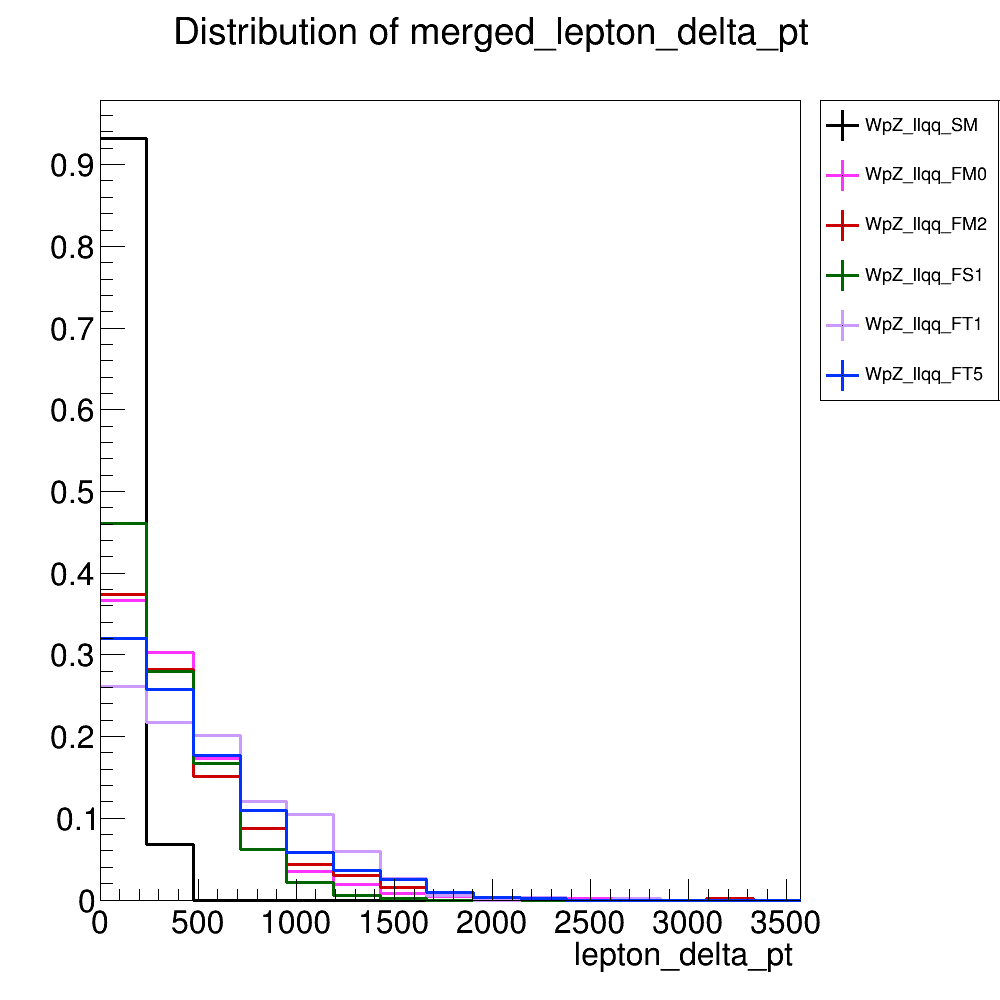 Distribution of merged_lepton_delta_pt
WpZ_llqq_SM
WpZ_llqq_FM0
WpZ_llqq_FM2
WpZ_llqq_FS1
WpZ_llqq_FT1
WpZ_llqq_FT5
0.9
0.8
0.7
0.6
0.5
0.4
0.3
0.2
0.1
0
0 500 1000 1500 2000 2500 3000 3500
lepton_delta_pt